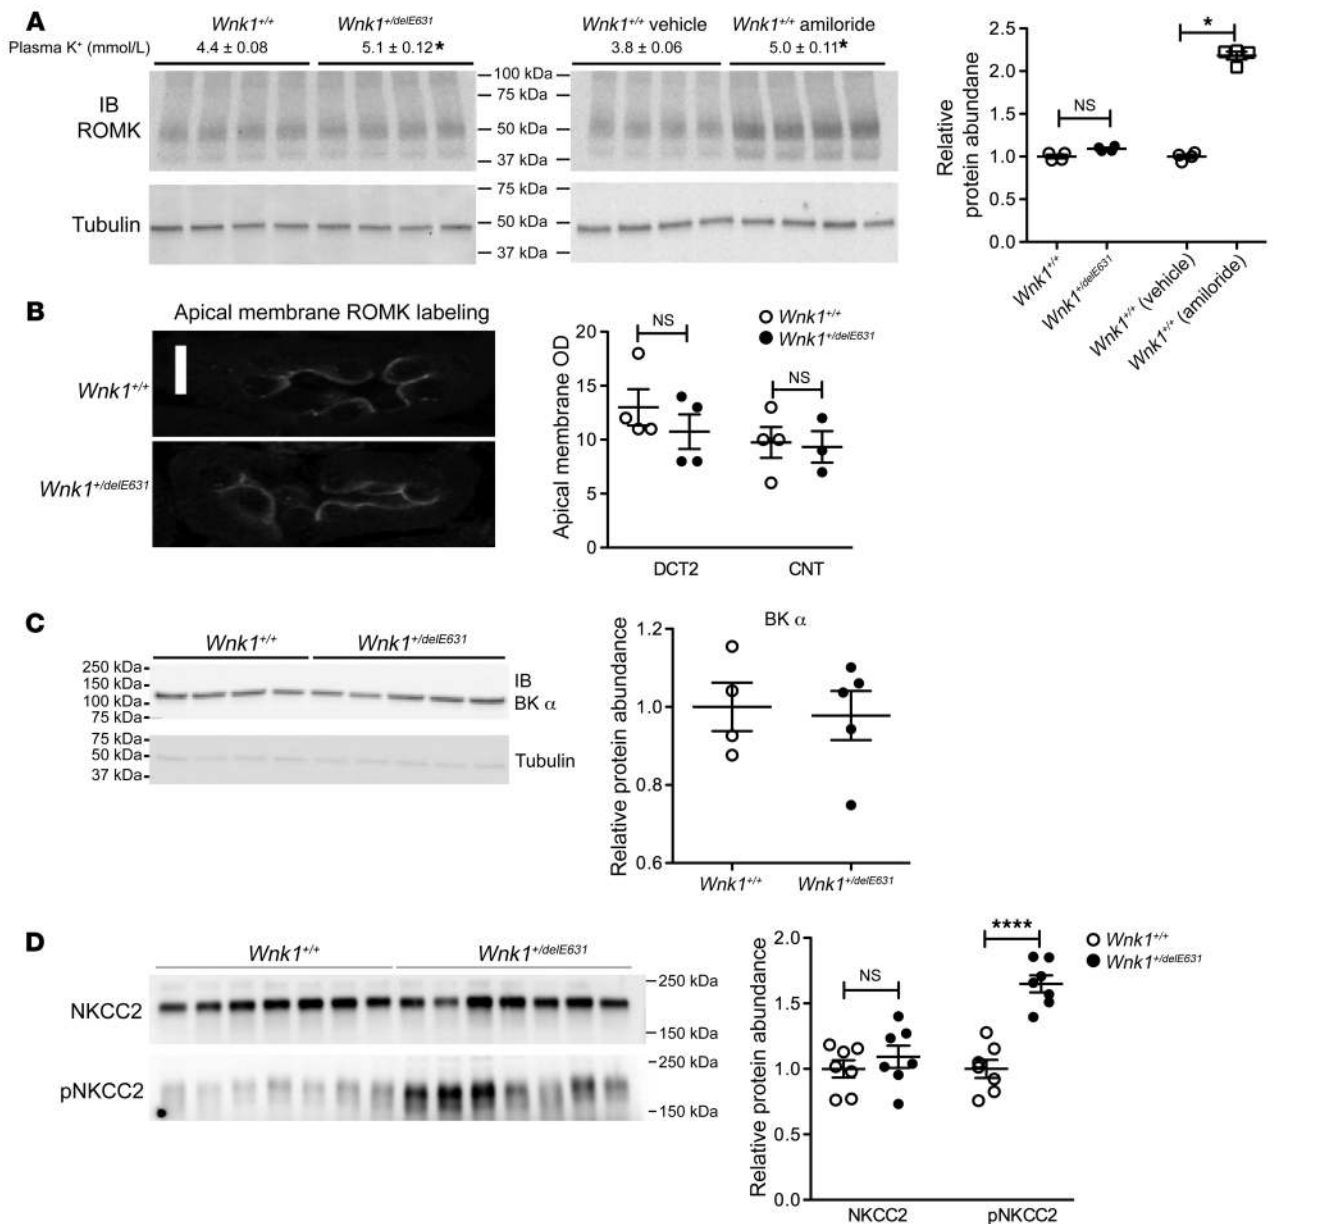 A
Wnk1+/+ Wnk1+/delE631 Wnk1+/+ vehicle Wnk1+/+ amiloride
Plasma K+ (mmol/L) 4.4 ± 0.08 5.1 ± 0.12* 3.8 ± 0.06 5.0 ± 0.11*
IB
ROMK
100 kDa
75 kDa
50 kDa
37 kDa
Tubulin
75 kDa
50 kDa
37 kDa
Relative
protein abundane
2.5
2.0
1.5
1.0
0.5
0.0
NS
*
Wnk1+/+
Wnk1+/delE631
Wnk1+/+ (vehicle)
Wnk1+/+ (amiloride)
B
Apical membrane ROMK labeling
Wnk1+/+
Wnk1+/delE631
Apical membrane OD
20
15
10
5
0
NS
NS
Wnk1+/+
Wnk1+/delE631
DCT2 CNT
C
Wnk1+/+ Wnk1+/delE631
250 kDa
150 kDa
100 kDa
75 kDa
IB
BK α
75 kDa
50 kDa
37 kDa
Tubulin
BK α
Relative protein abundance
1.2
1.0
0.8
0.6
Wnk1+/+ Wnk1+/delE631
D
Wnk1+/+ Wnk1+/delE631
NKCC2
250 kDa
150 kDa
pNKCC2
250 kDa
150 kDa
Relative protein abundance
2.0
1.5
1.0
0.5
0.0
NS
****
Wnk1+/+
Wnk1+/delE631
NKCC2 pNKCC2